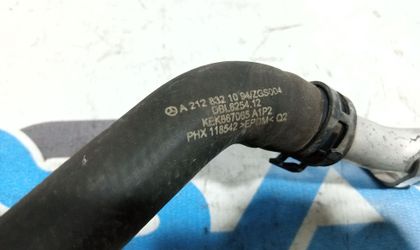 A 212 832 10 94/ZGS004
DBL6254.12
KEK867065 A1P2
PHX 118542 >EPDM< Q2